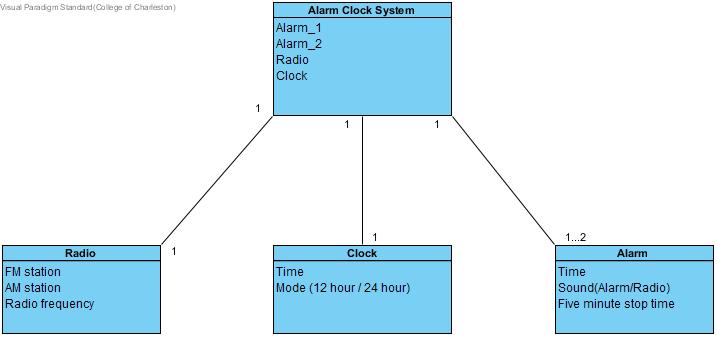 Visual Paradigm Standard(College of Charleston)
Alarm Clock System
Alarm_1
Alarm_2
Radio
Clock
1
1
1
1
1
1...2
Radio
FM station
AM station
Radio frequency
Clock
Time
Mode (12 hour / 24 hour)
Alarm
Time
Sound(Alarm/Radio)
Five minute stop time